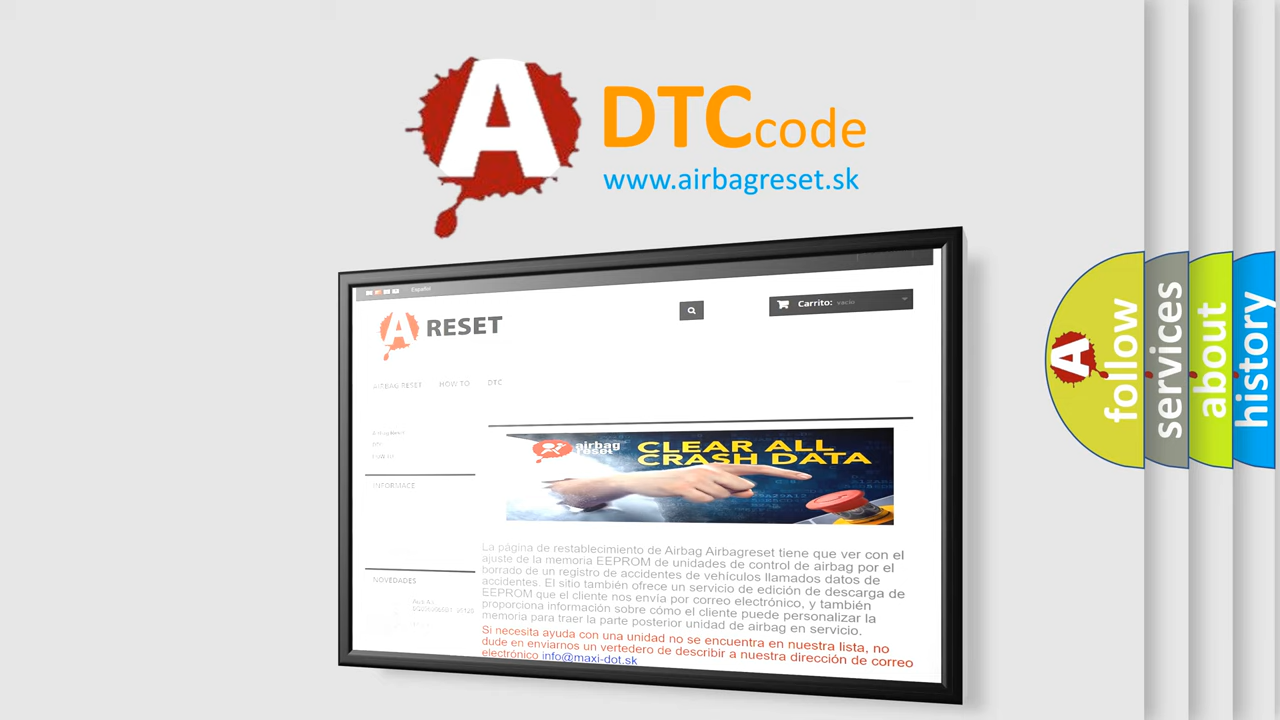 A DTCcode
www.airbagreset.sk
Español
A RESET
Carrito: vacío
AIRBAG RESET HOW TO DTC
INFORMACE
NOVEDADES
airbag
reset
CLEAR ALL
CRASH DATA
La página de restablecimiento de Airbag Airbagreset tiene que ver con el
ajuste de la memoria EEPROM de unidades de control de airbag por el
borrado de un registro de accidentes de vehículos llamados datos de
accidentes. El sitio también ofrece un servicio de edición de descarga de
EEPROM que el cliente nos envía por correo electrónico, y también
proporciona información sobre cómo el cliente puede personalizar la
memoria para traer la parte posterior unidad de airbag en servicio.
Si necesita ayuda con una unidad no se encuentra en nuestra lista, no
dude en enviarnos un vertedero de describir a nuestra dirección de correo
electrónico info@maxi-dot.sk
A follow
services
about
history